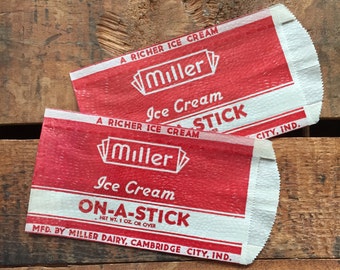 A RICHER ICE CREAM
Miller
Ice Cream
A-STICK
CITY, IND.
A RICHER ICE CREAM
Miller
Ice Cream
ON-A-STICK
NET WT. 1 OZ. OR OVER
MFD. BY MILLER DAIRY, CAMBRIDGE CITY, IND.